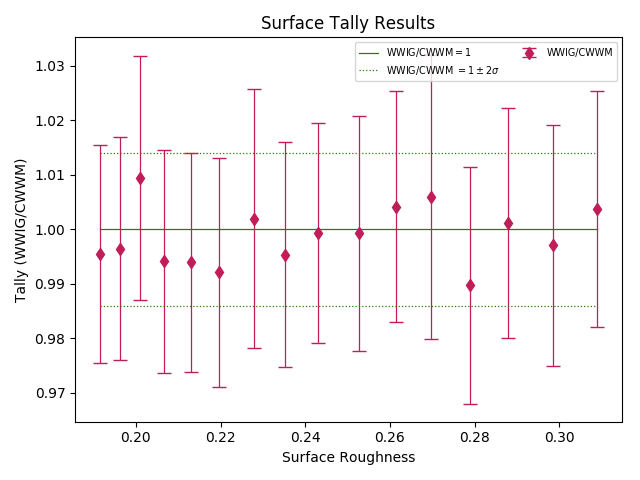 Surface Tally Results
WWIG/CWWM = 1
WWIG/CWWM = 1 ± 2σ
WWIG/CWWM
Tally (WWIG/CWWM)
1.03
1.02
1.01
1.00
0.99
0.98
0.97
0.20 0.22 0.24 0.26 0.28 0.30
Surface Roughness